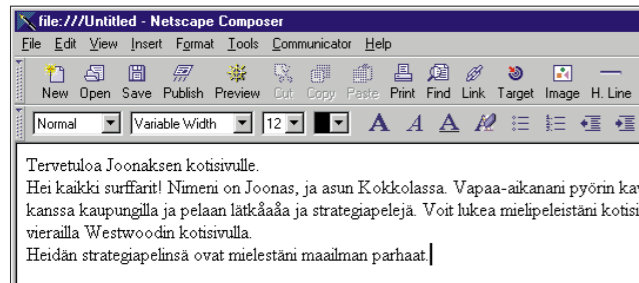 file:///Untitled - Netscape Composer
File Edit View Insert Format Tools Communicator Help
New Open Save Publish Preview Cut Copy Paste Print Find Link Target Image H. Line
Normal Variable Width 12 A A A
Tervetuloa Joonaksen kotisivulle.
Hei kaikki surffarit! Nimeni on Joonas, ja asun Kokkolassa. Vapaa-aikanani pyörin
kanssa kaupungilla ja pelaan lätkåaåa ja strategiapelejä. Voit lukea mielipeleistäni
vierailla Westwoodin kotisivulla.
Heidän strategiapelinsä ovat mielestäni maailman parhaat.